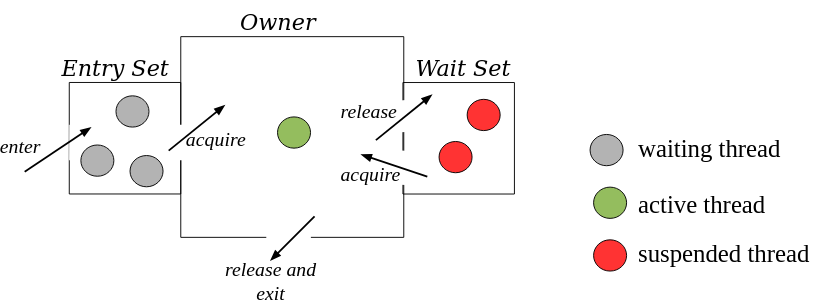 Owner
Entry Set
Wait Set
enter
acquire
release
acquire
release and
exit
waiting thread
active thread
suspended thread